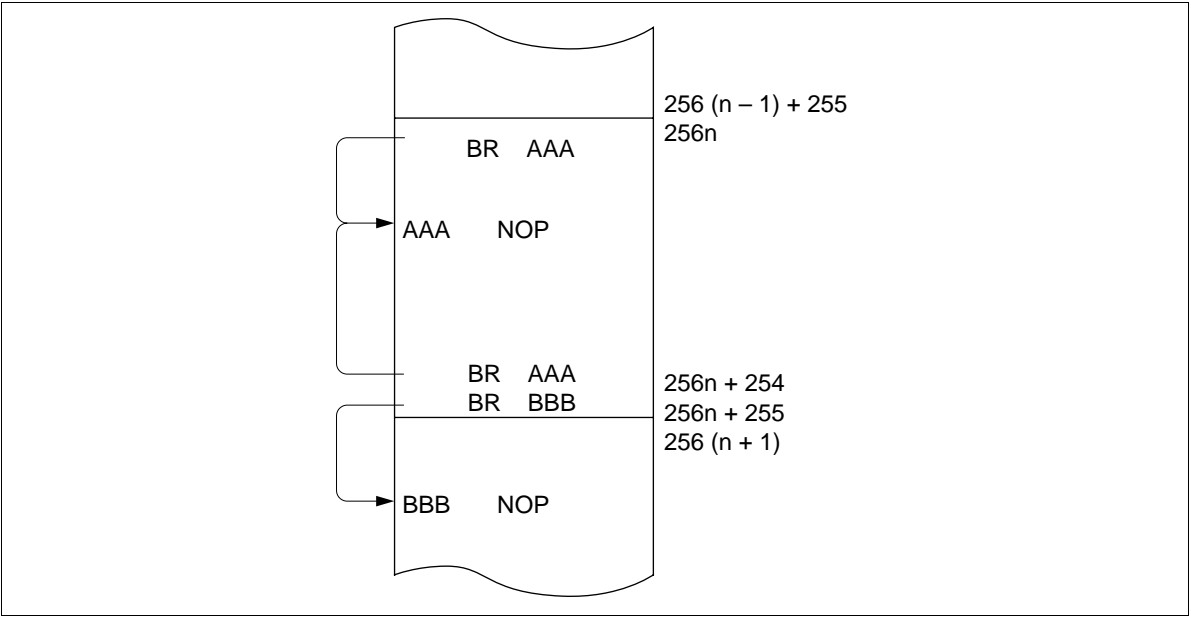 256 (n – 1) + 255
256n
BR AAA
AAA NOP
BR AAA
256n + 254
BR BBB
256n + 255
256 (n + 1)
BBB NOP